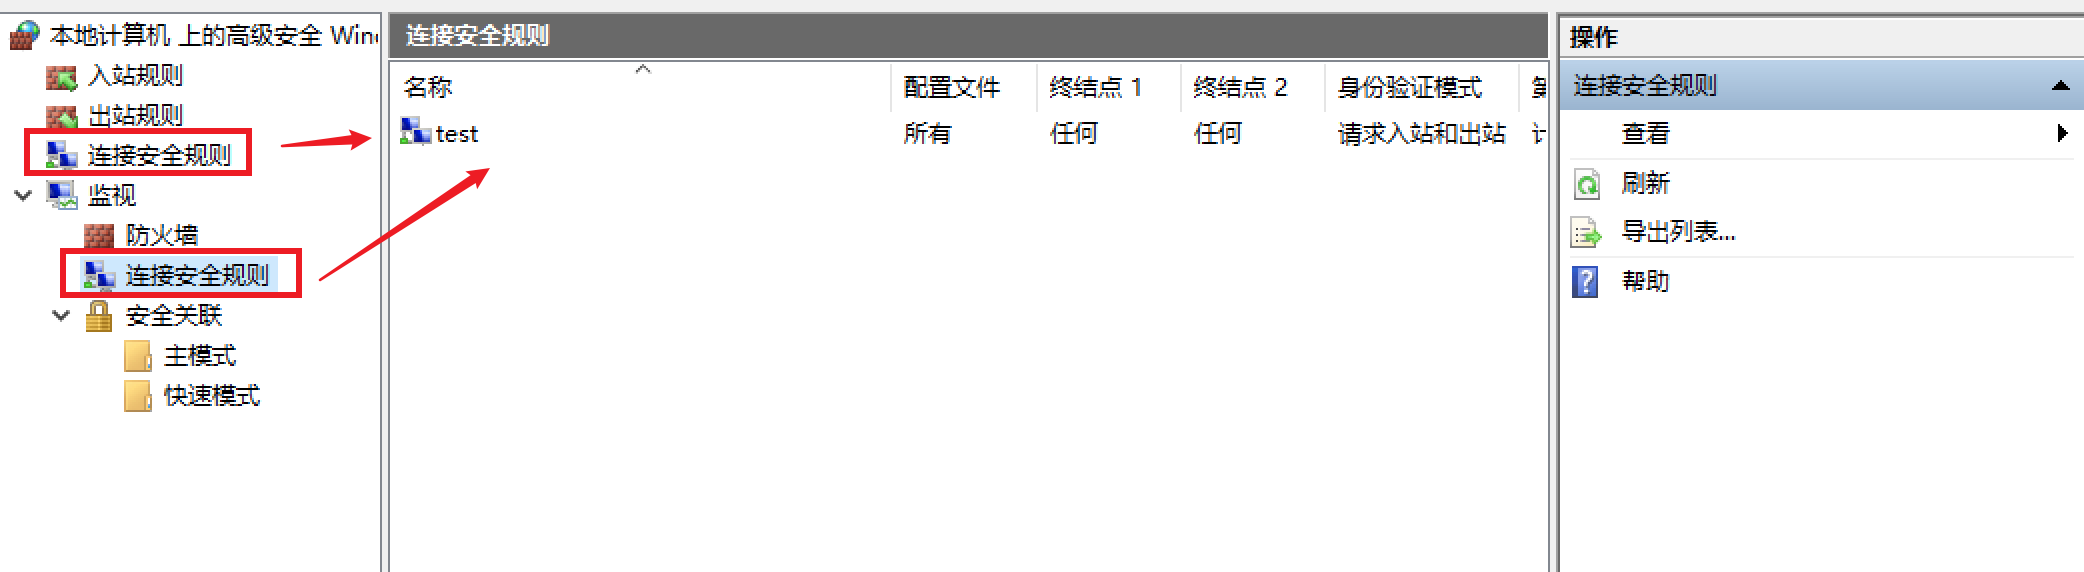 本地计算机 上的高级安全 Win
入站规则
出站规则
连接安全规则
监视
防火墙
连接安全规则
安全关联
主模式
快速模式
连接安全规则
名称 配置文件 终结点 1 终结点 2 身份验证模式
test 所有 任何 任何 请求入站和出站
操作
连接安全规则
查看
刷新
导出列表...
帮助